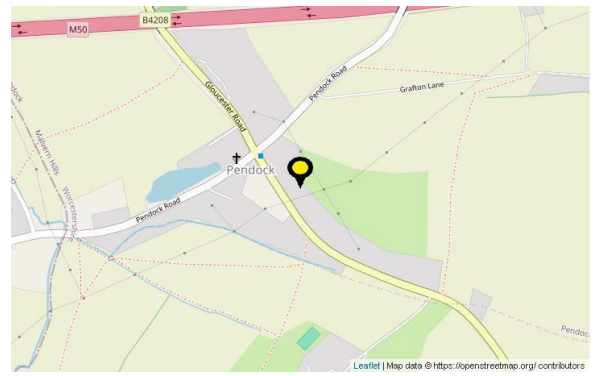 B4208
M50
Gloucester Road
Pendock Road
Grafton Lane
Pendock
Pendock Road
Malvern Hills
Worcestershire
Pendoc
Leaflet | Map data © https://openstreetmap.org/ contributors